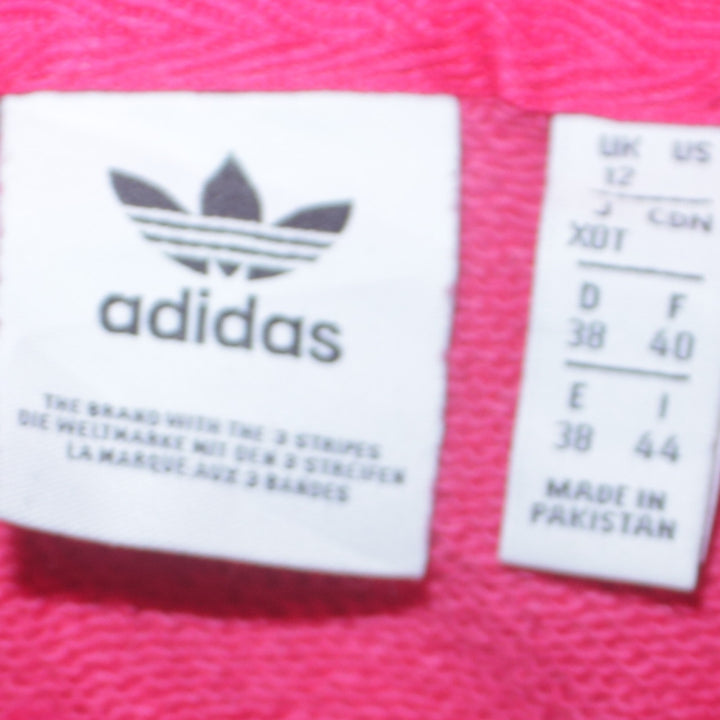 adidas
THE BRAND WITH THE 3 STRIPES
DIE WELTMARKE MIT DEN 3 STREIFEN
LA MARQUE AUX 3 BANDES
UK US
12
J CDN
XOT
D F
38 40
E I
38 44
MADE IN
PAKISTAN